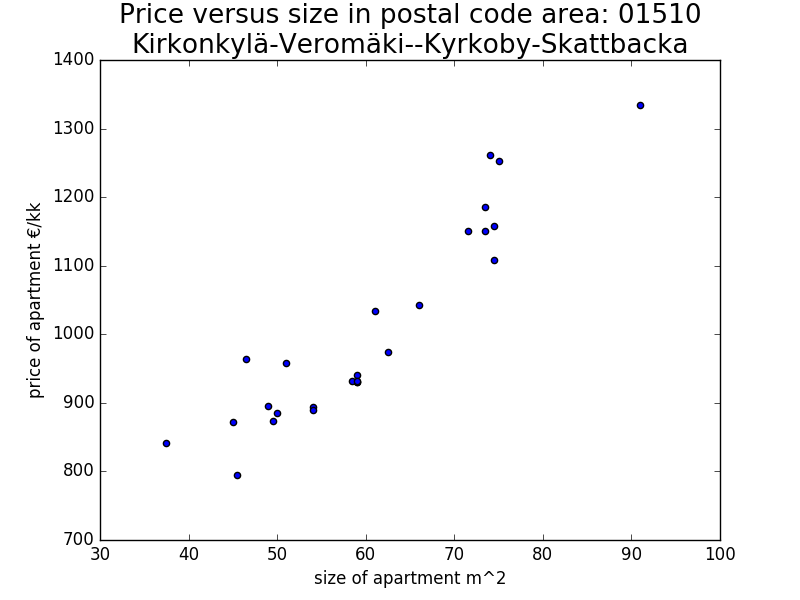 Price versus size in postal code area: 01510
Kirkonkylä-Veromäki--Kyrkoby-Skattbacka
1400
1300
1200
1100
1000
900
800
700
price of apartment €/kk
30 40 50 60 70 80 90 100
size of apartment m^2